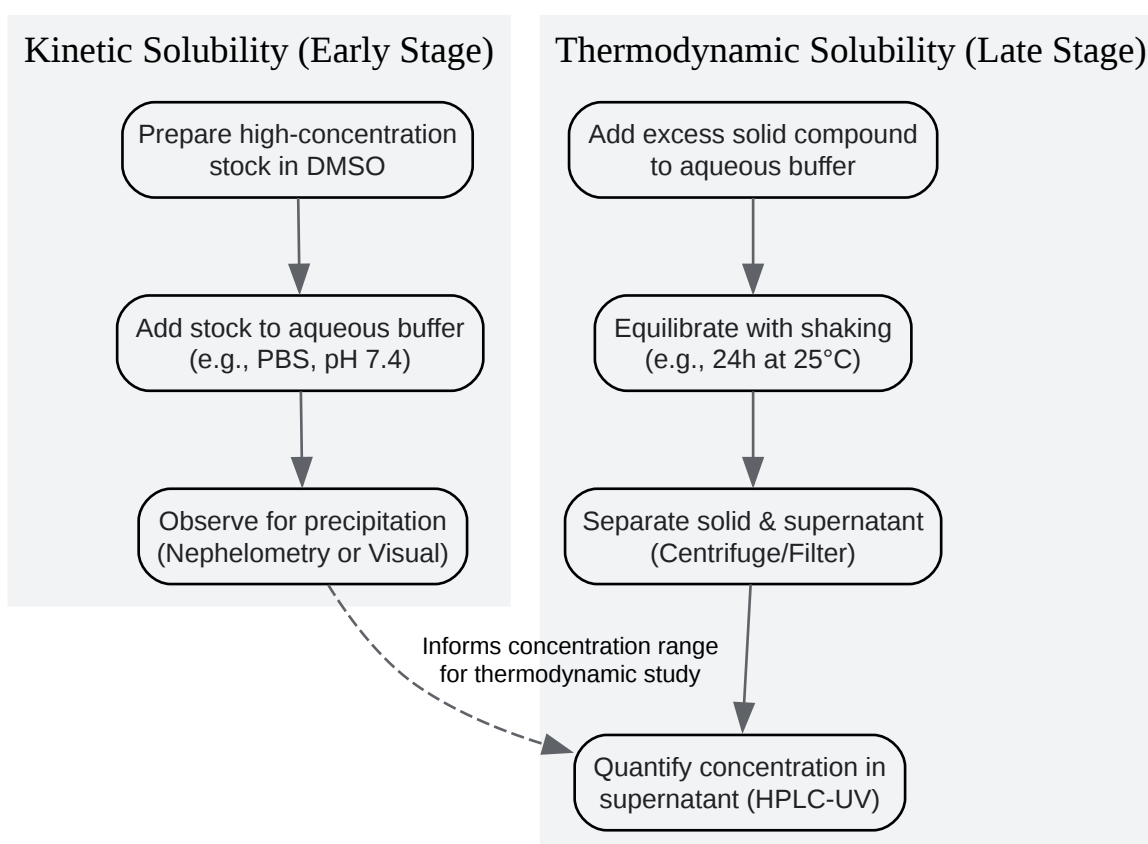 Kinetic Solubility (Early Stage)
Prepare high-concentration
stock in DMSO
Add stock to aqueous buffer
(e.g., PBS, pH 7.4)
Observe for precipitation
(Nephelometry or Visual)
Informs concentration range
for thermodynamic study
Thermodynamic Solubility (Late Stage)
Add excess solid compound
to aqueous buffer
Equilibrate with shaking
(e.g., 24h at 25°C)
Separate solid & supernatant
(Centrifuge/Filter)
Quantify concentration in
supernatant (HPLC-UV)